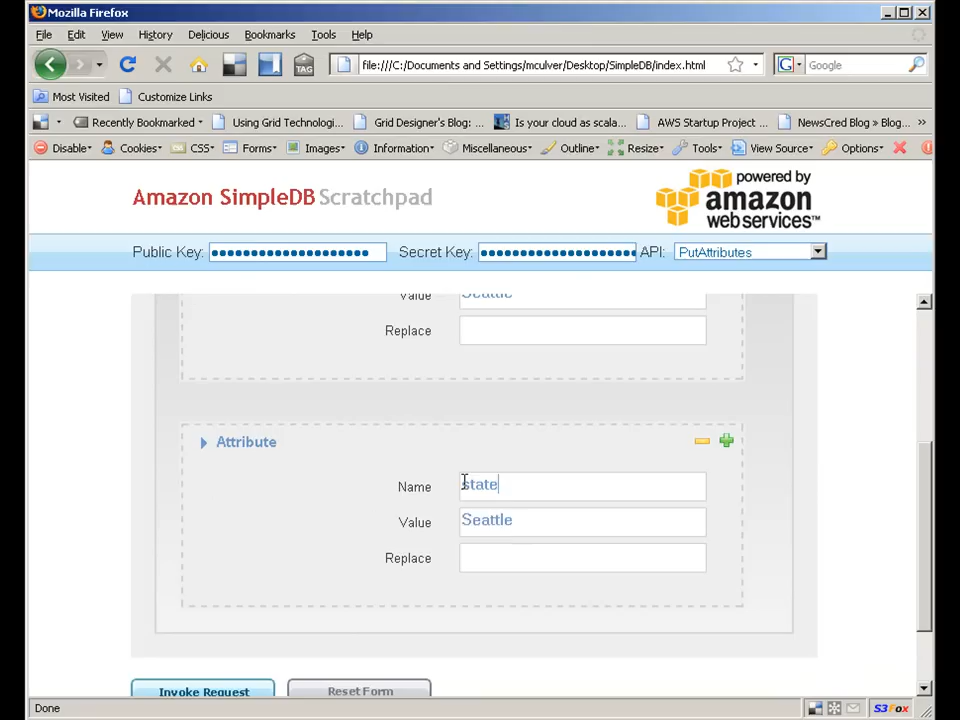 Mozilla Firefox
File Edit View History Delicious Bookmarks Tools Help
TAG file:///C:/Documents and Settings/mculver/Desktop/SimpleDB/index.html G Google
Most Visited Customize Links
Recently Bookmarked Using Grid Technologi... Grid Designer's Blog: ... Is your cloud as scala... AWS Startup Project ... NewsCred Blog » Blog... »
Disable Cookies CSS Forms Images Information Miscellaneous Outline Resize Tools View Source Options
Amazon SimpleDB Scratchpad
powered by
amazon
webservices™
Public Key: Secret Key: API: PutAttributes
Value Seattle
Replace
Attribute
Name state
Value Seattle
Replace
Invoke Request Reset Form
Done S3Fox